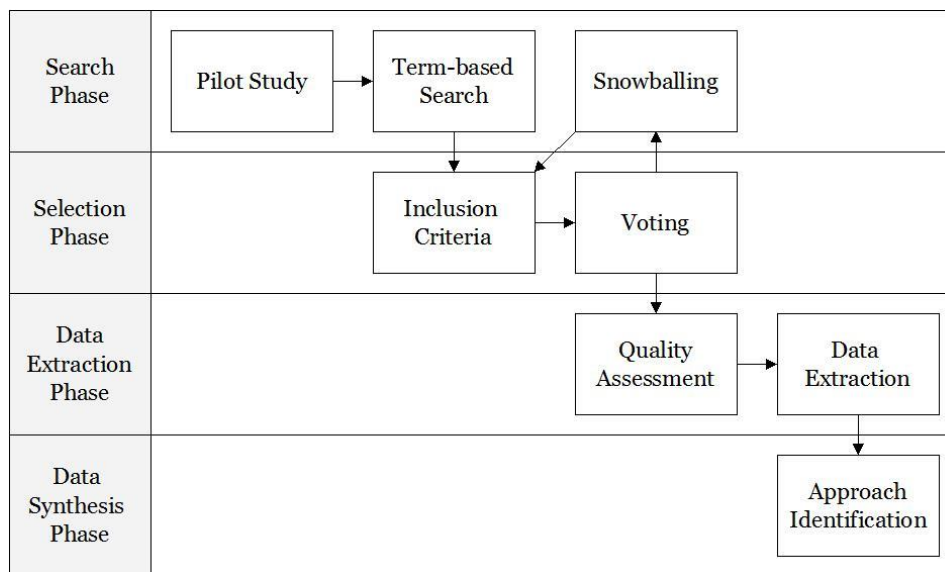 Search
Phase
Pilot Study
Term-based
Search
Snowballing
Selection
Phase
Inclusion
Criteria
Voting
Data
Extraction
Phase
Quality
Assessment
Data
Extraction
Data
Synthesis
Phase
Approach
Identification